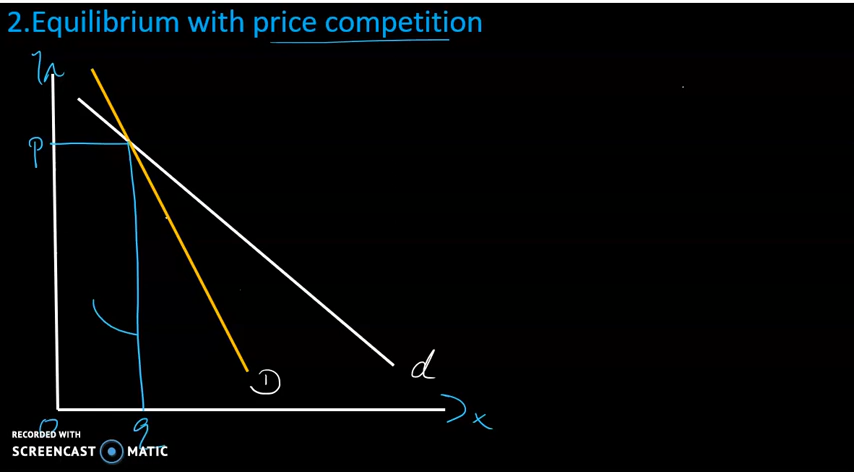 2.Equilibrium with price competition
P
D
d
x
q
RECORDED WITH
SCREENCAST MATIC